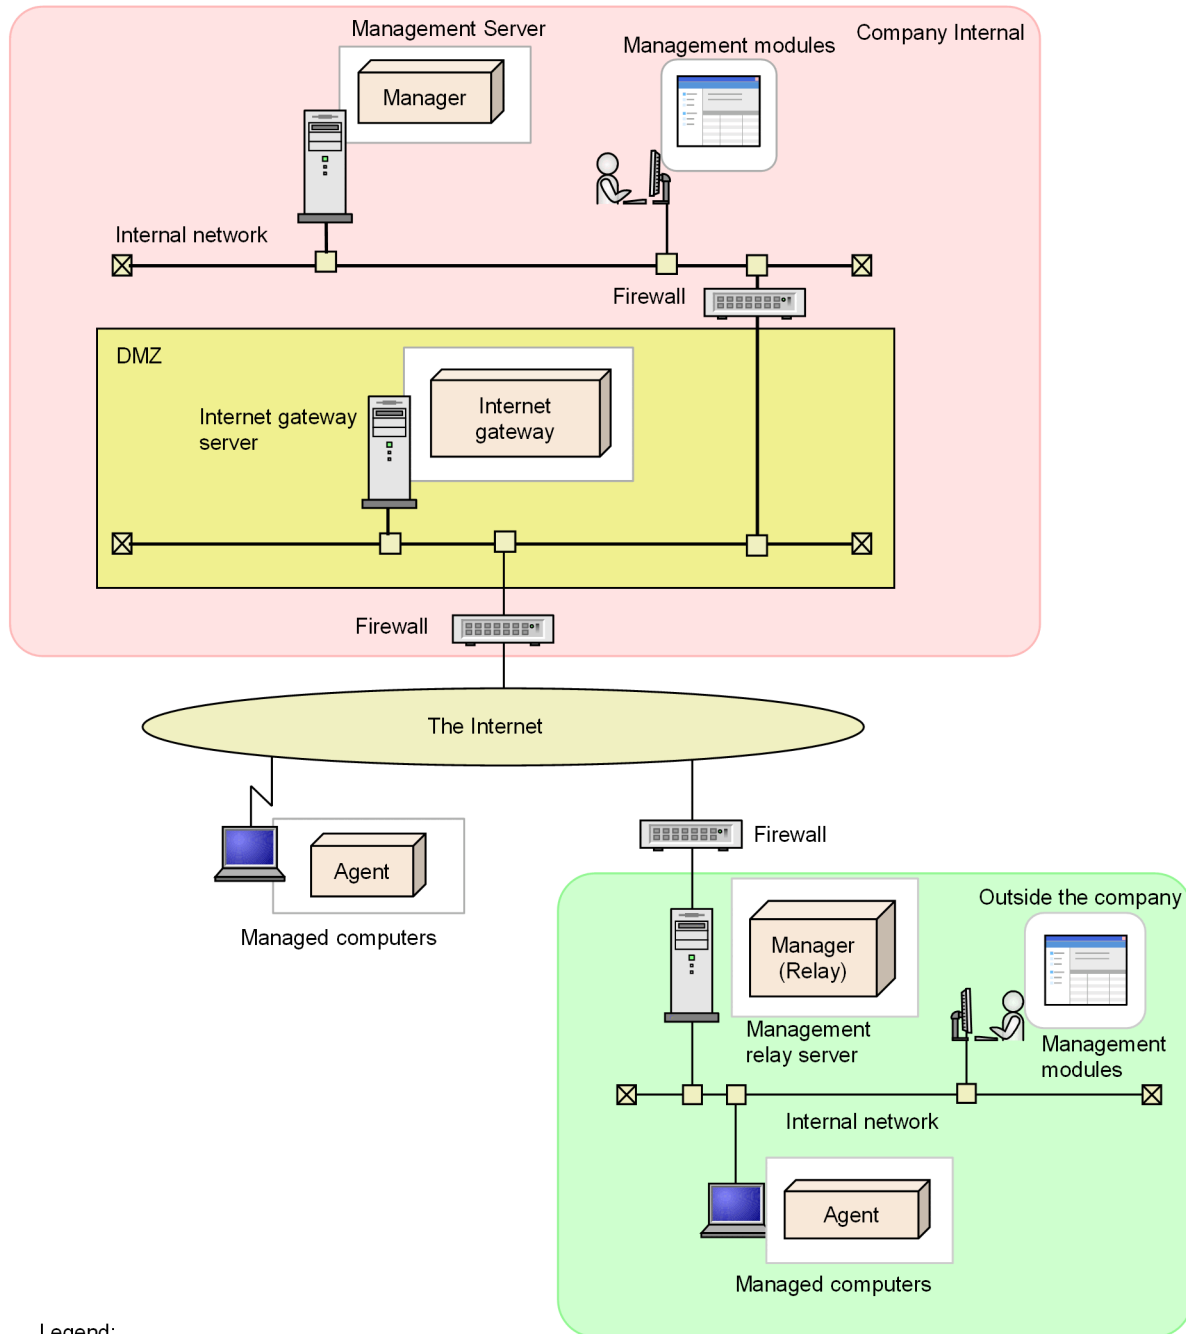 Management Server
Management modules
Company Internal
Manager
Internal network
Firewall
DMZ
Internet gateway
server
Internet
gateway
Firewall
The Internet
Agent
Managed computers
Firewall
Outside the company
Manager
(Relay)
Management
relay server
Management
modules
Internal network
Agent
Managed computers
Legend: